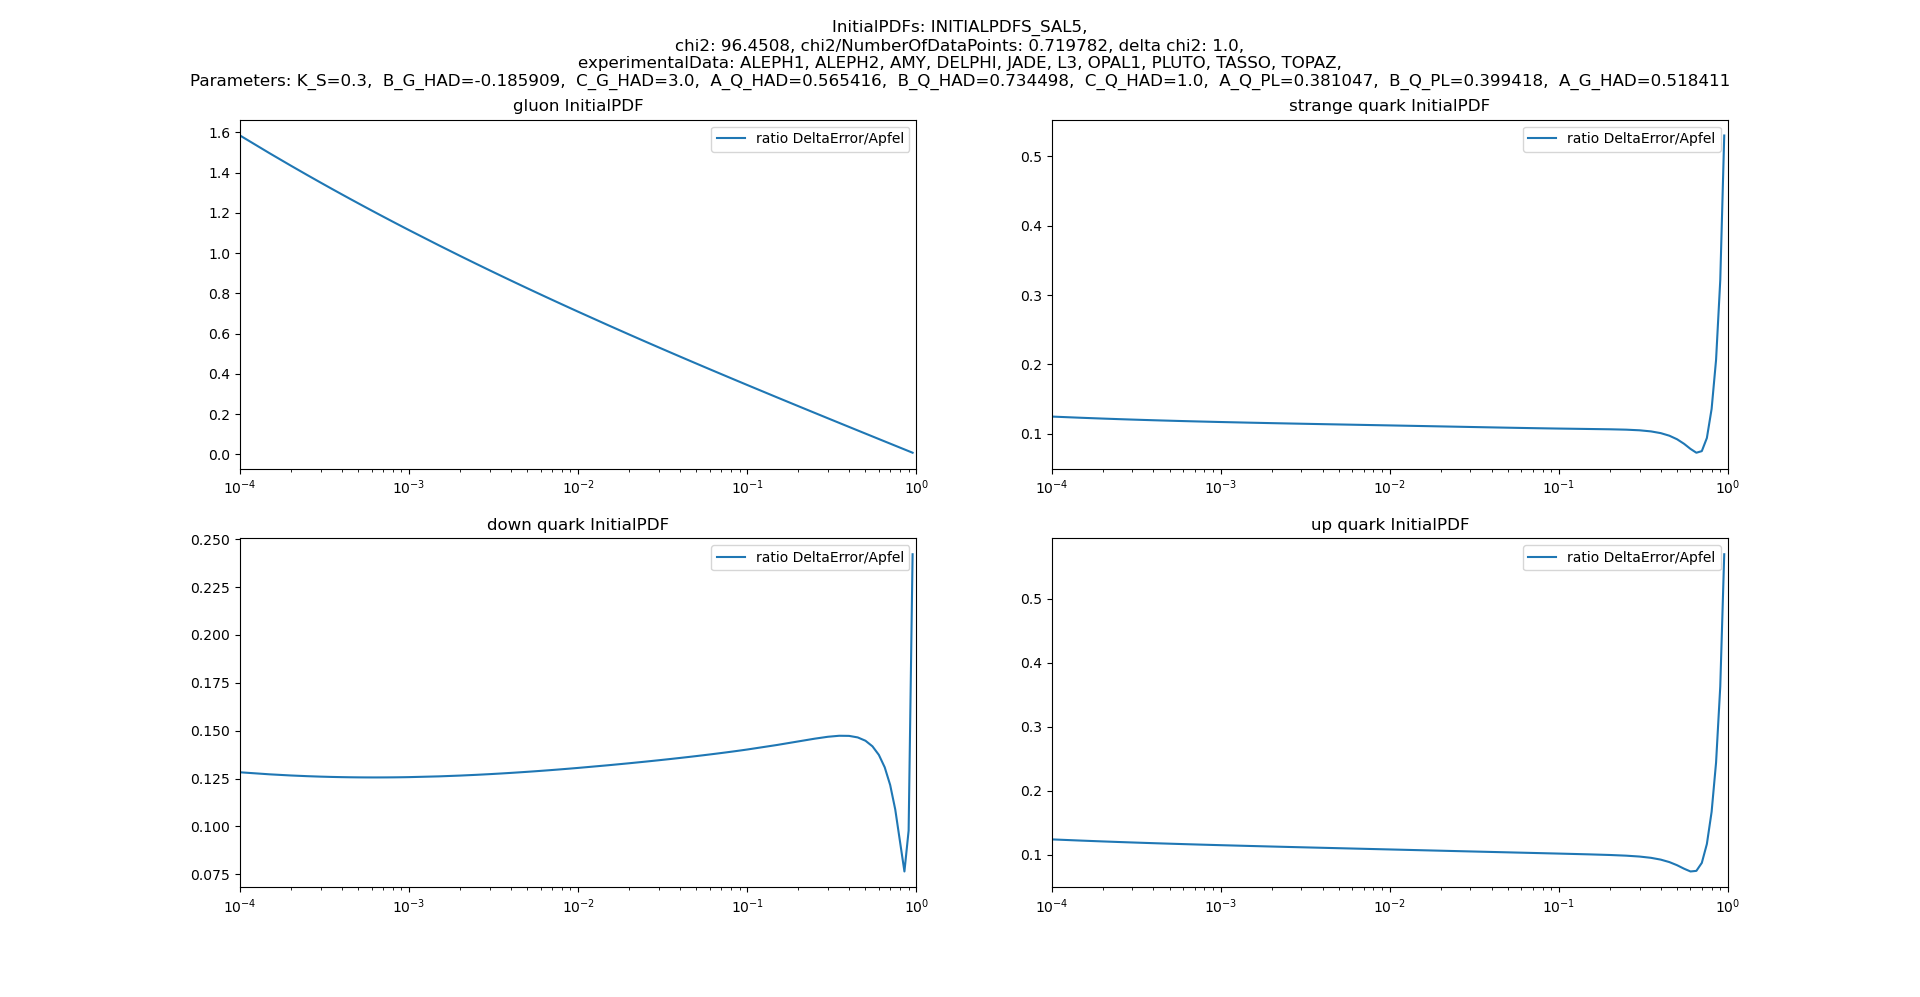 InitialPDFs: INITIALPDFS_SAL5,
chi2: 96.4508, chi2/NumberOfDataPoints: 0.719782, delta chi2: 1.0,
experimentalData: ALEPH1, ALEPH2, AMY, DELPHI, JADE, L3, OPAL1, PLUTO, TASSO, TOPAZ,
Parameters: K_S=0.3, B_G_HAD=-0.185909, C_G_HAD=3.0, A_Q_HAD=0.565416, B_Q_HAD=0.734498, C_Q_HAD=1.0, A_Q_PL=0.381047, B_Q_PL=0.399418, A_G_HAD=0.518411
gluon InitialPDF
ratio DeltaError/Apfel
1.6
1.4
1.2
1.0
0.8
0.6
0.4
0.2
0.0
10⁻⁴ 10⁻³ 10⁻² 10⁻¹ 10⁰
strange quark InitialPDF
ratio DeltaError/Apfel
0.5
0.4
0.3
0.2
0.1
10⁻⁴ 10⁻³ 10⁻² 10⁻¹ 10⁰
down quark InitialPDF
ratio DeltaError/Apfel
0.250
0.225
0.200
0.175
0.150
0.125
0.100
0.075
10⁻⁴ 10⁻³ 10⁻² 10⁻¹ 10⁰
up quark InitialPDF
ratio DeltaError/Apfel
0.5
0.4
0.3
0.2
0.1
10⁻⁴ 10⁻³ 10⁻² 10⁻¹ 10⁰